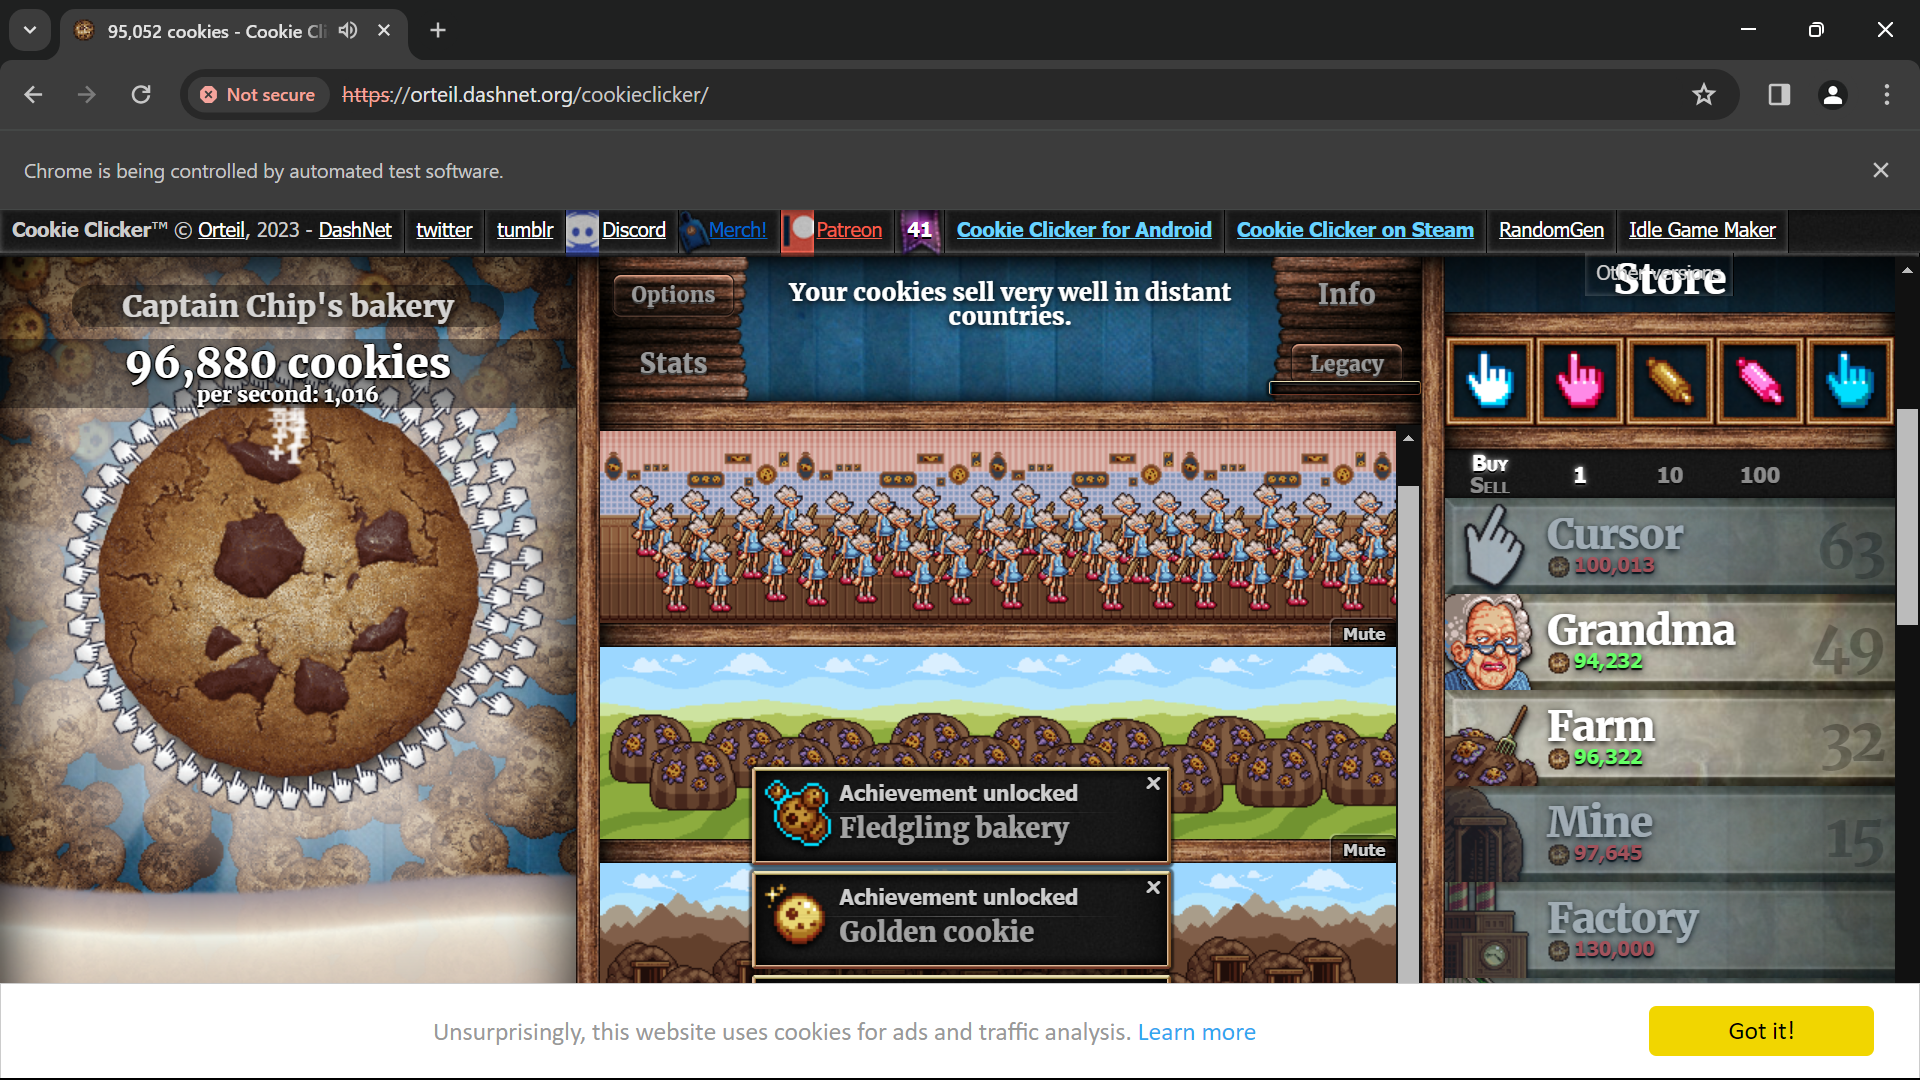 95,052 cookies - Cookie Cli
Not secure
https://orteil.dashnet.org/cookieclicker/
Chrome is being controlled by automated test software.
Cookie Clicker™ © Orteil, 2023 - DashNet
twitter
tumblr
Discord
Merch!
Patreon
41
Cookie Clicker for Android
Cookie Clicker on Steam
RandomGen
Idle Game Maker
Captain Chip's bakery
96,880 cookies
per second: 1,016
+1
Options
Stats
Your cookies sell very well in distant
countries.
Info
Legacy
Other versions
Store
Buy
Sell
1
10
100
Cursor
100,013
63
Grandma
94,232
49
Farm
96,322
32
Mine
97,645
15
Factory
130,000
Mute
Mute
Achievement unlocked
Fledgling bakery
Achievement unlocked
Golden cookie
Unsurprisingly, this website uses cookies for ads and traffic analysis. Learn more
Got it!